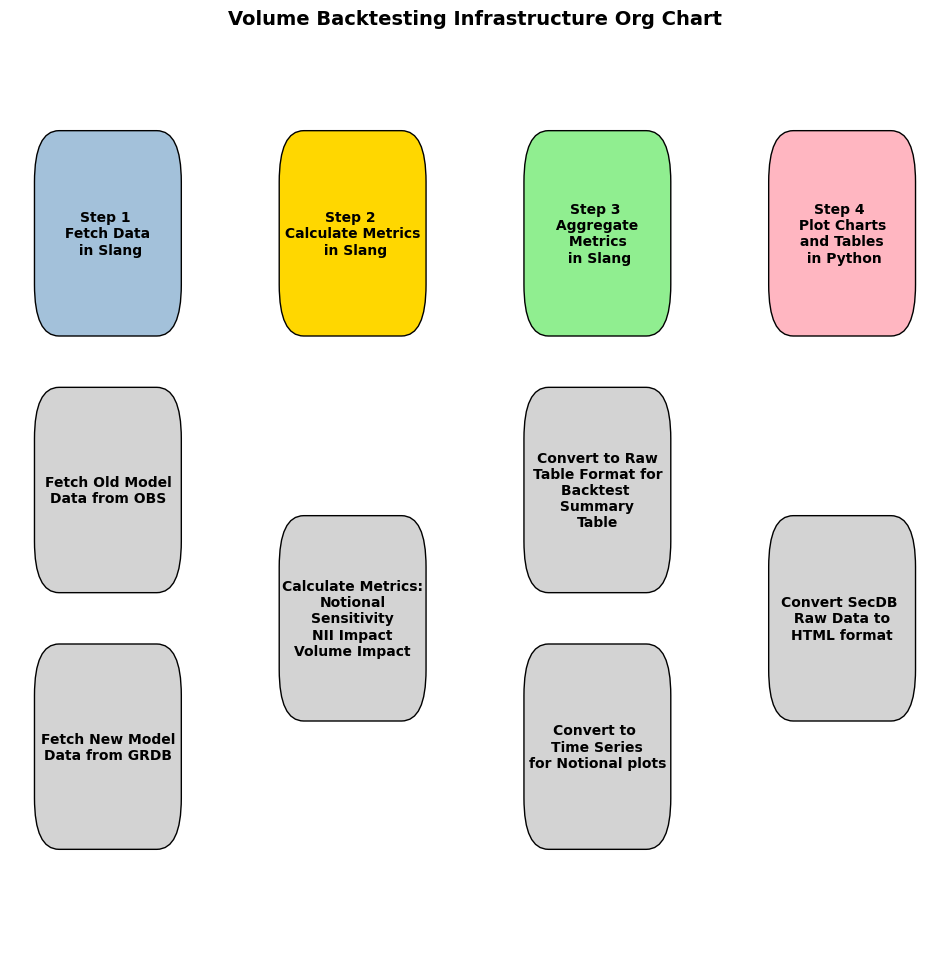 Volume Backtesting Infrastructure Org Chart
Step 1
Fetch Data
in Slang
Step 2
Calculate Metrics
in Slang
Step 3
Aggregate
Metrics
in Slang
Step 4
Plot Charts
and Tables
in Python
Fetch Old Model
Data from OBS
Convert to Raw
Table Format for
Backtest
Summary
Table
Calculate Metrics:
Notional
Sensitivity
NII Impact
Volume Impact
Convert SecDB
Raw Data to
HTML format
Fetch New Model
Data from GRDB
Convert to
Time Series
for Notional plots